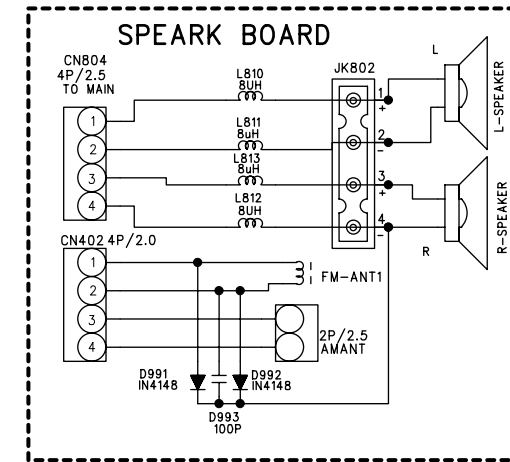 SPEARK BOARD
CN804
4P/2.5
TO MAIN
1
2
3
4
L810
8UH
L811
8uH
L813
8uH
L812
8UH
JK802
1
+
2
-
3
+
4
-
L
L-SPEAKER
R
R-SPEAKER
CN402 4P/2.0
1
2
3
4
FM-ANT1
2P/2.5
AMANT
D991
IN4148
D992
IN4148
D993
100P